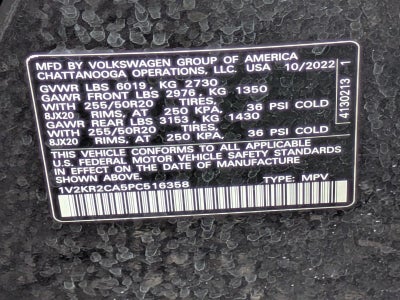 MFD BY VOLKSWAGEN GROUP OF AMERICA
CHATTANOOGA OPERATIONS, LLC. USA 10/2022
GVWR LBS 6019, KG 2730
GAWR FRONT LBS 2976, KG 1350
WITH 255/50R20 TIRES,
8JX20 RIMS, AT 250 KPA. 36 PSI COLD
GAWR REAR LBS 3153, KG 1430
WITH 255/50R20 TIRES,
8JX20 RIMS, AT 250 KPA. 36 PSI COLD
THIS VEHICLE CONFORMS TO ALL APPLICABLE
U.S. FEDERAL MOTOR VEHICLE SAFETY STANDARDS
IN EFFECT ON THE DATE OF MANUFACTURE
SHOWN ABOVE.
1V2KR2CA5PC516358 TYPE: MPV
4130213 1